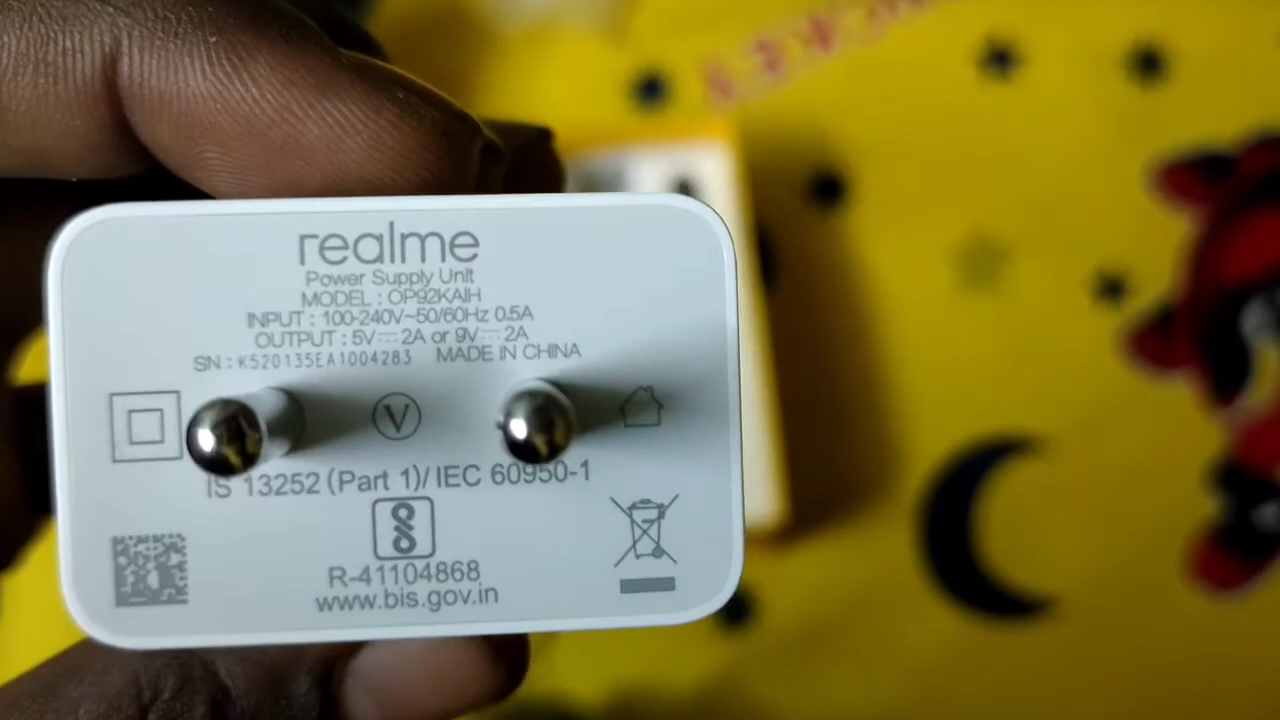 realme
Power Supply Unit
MODEL : OP92KAIH
INPUT : 100-240V~50/60Hz 0.5A
OUTPUT : 5V⎓2A or 9V⎓2A
SN : K520135EA1004283 MADE IN CHINA
V
IS 13252 (Part 1)/ IEC 60950-1
R-41104868
www.bis.gov.in